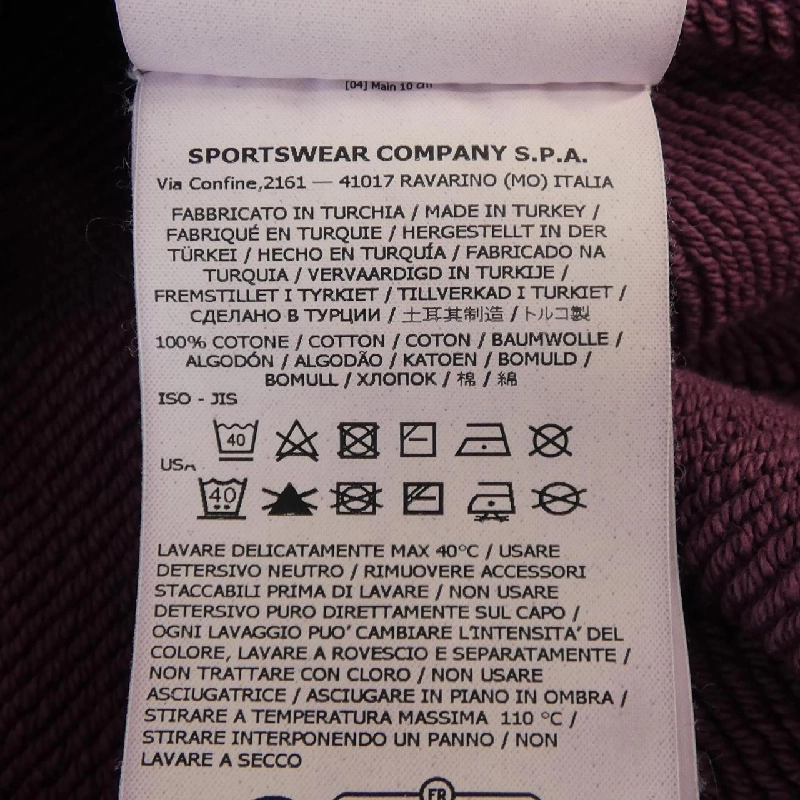 [04] Main 10 cm
SPORTSWEAR COMPANY S.P.A.
Via Confine,2161 — 41017 RAVARINO (MO) ITALIA
FABBRICATO IN TURCHIA / MADE IN TURKEY /
FABRIQUÉ EN TURQUIE / HERGESTELLT IN DER
TÜRKEI / HECHO EN TURQUÍA / FABRICADO NA
TURQUIA / VERVAARDIGD IN TURKIJE /
FREMSTILLET I TYRKIET / TILLVERKAD I TURKIET /
СДЕЛАНО В ТУРЦИИ / 土耳其制造 / トルコ製
100% COTONE / COTTON / COTON / BAUMWOLLE /
ALGODÓN / ALGODÃO / KATOEN / BOMULD /
BOMULL / ХЛОПОК / 棉 / 綿
ISO - JIS
40
USA
40
LAVARE DELICATAMENTE MAX 40°C / USARE
DETERSIVO NEUTRO / RIMUOVERE ACCESSORI
STACCABILI PRIMA DI LAVARE / NON USARE
DETERSIVO PURO DIRETTAMENTE SUL CAPO /
OGNI LAVAGGIO PUO' CAMBIARE L'INTENSITA' DEL
COLORE, LAVARE A ROVESCIO E SEPARATAMENTE /
NON TRATTARE CON CLORO / NON USARE
ASCIUGATRICE / ASCIUGARE IN PIANO IN OMBRA /
STIRARE A TEMPERATURA MASSIMA 110 °C /
STIRARE INTERPONENDO UN PANNO / NON
LAVARE A SECCO
FR